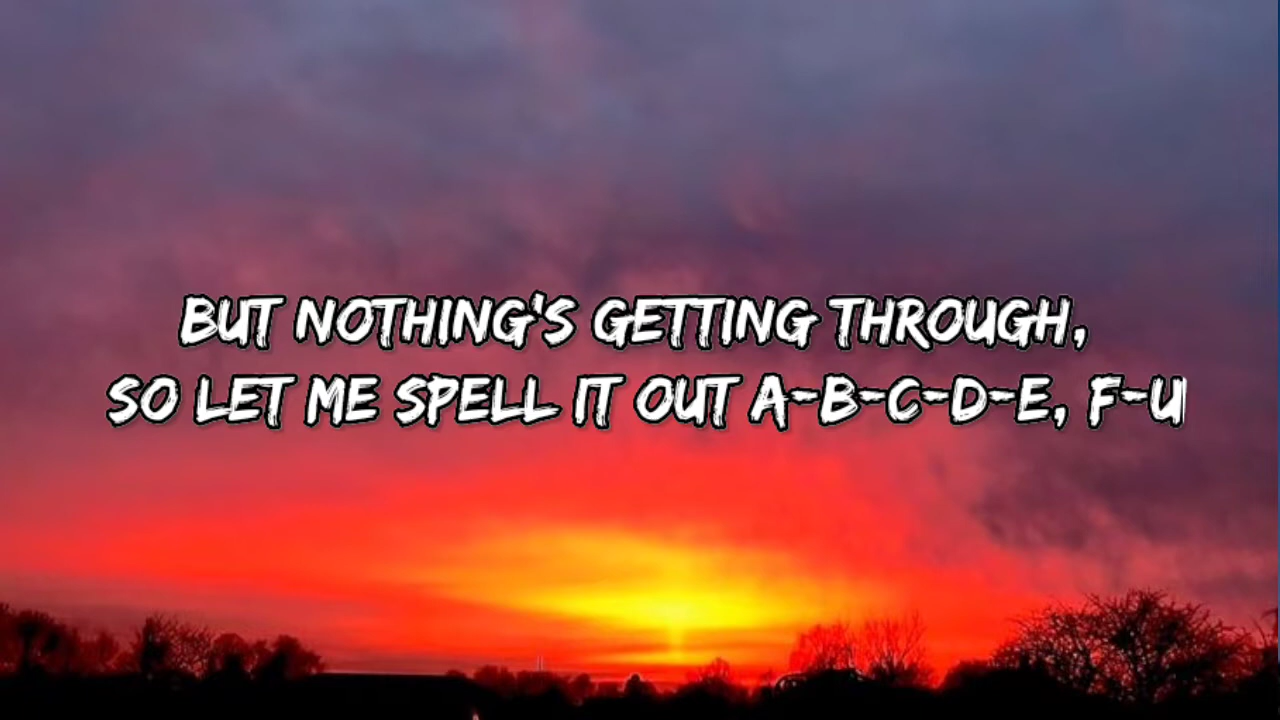 BUT NOTHING'S GETTING THROUGH,
SO LET ME SPELL IT OUT A-B-C-D-E, F-U